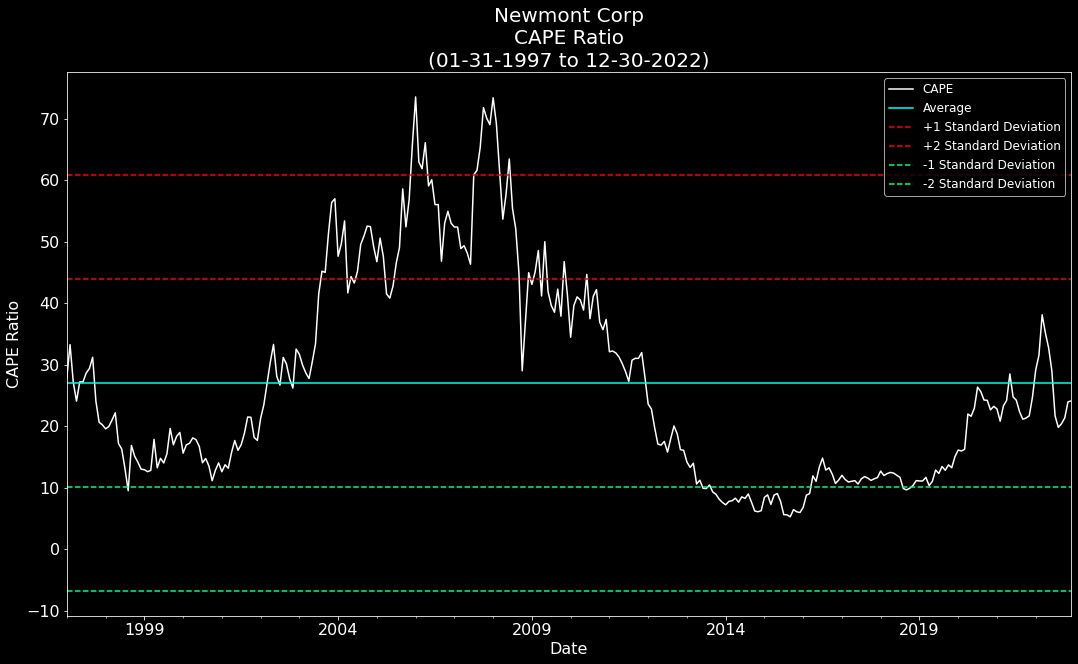 Newmont Corp
CAPE Ratio
(01-31-1997 to 12-30-2022)
CAPE
Average
+1 Standard Deviation
+2 Standard Deviation
-1 Standard Deviation
-2 Standard Deviation
CAPE Ratio
70
60
50
40
30
20
10
0
−10
1999
2004
2009
2014
2019
Date